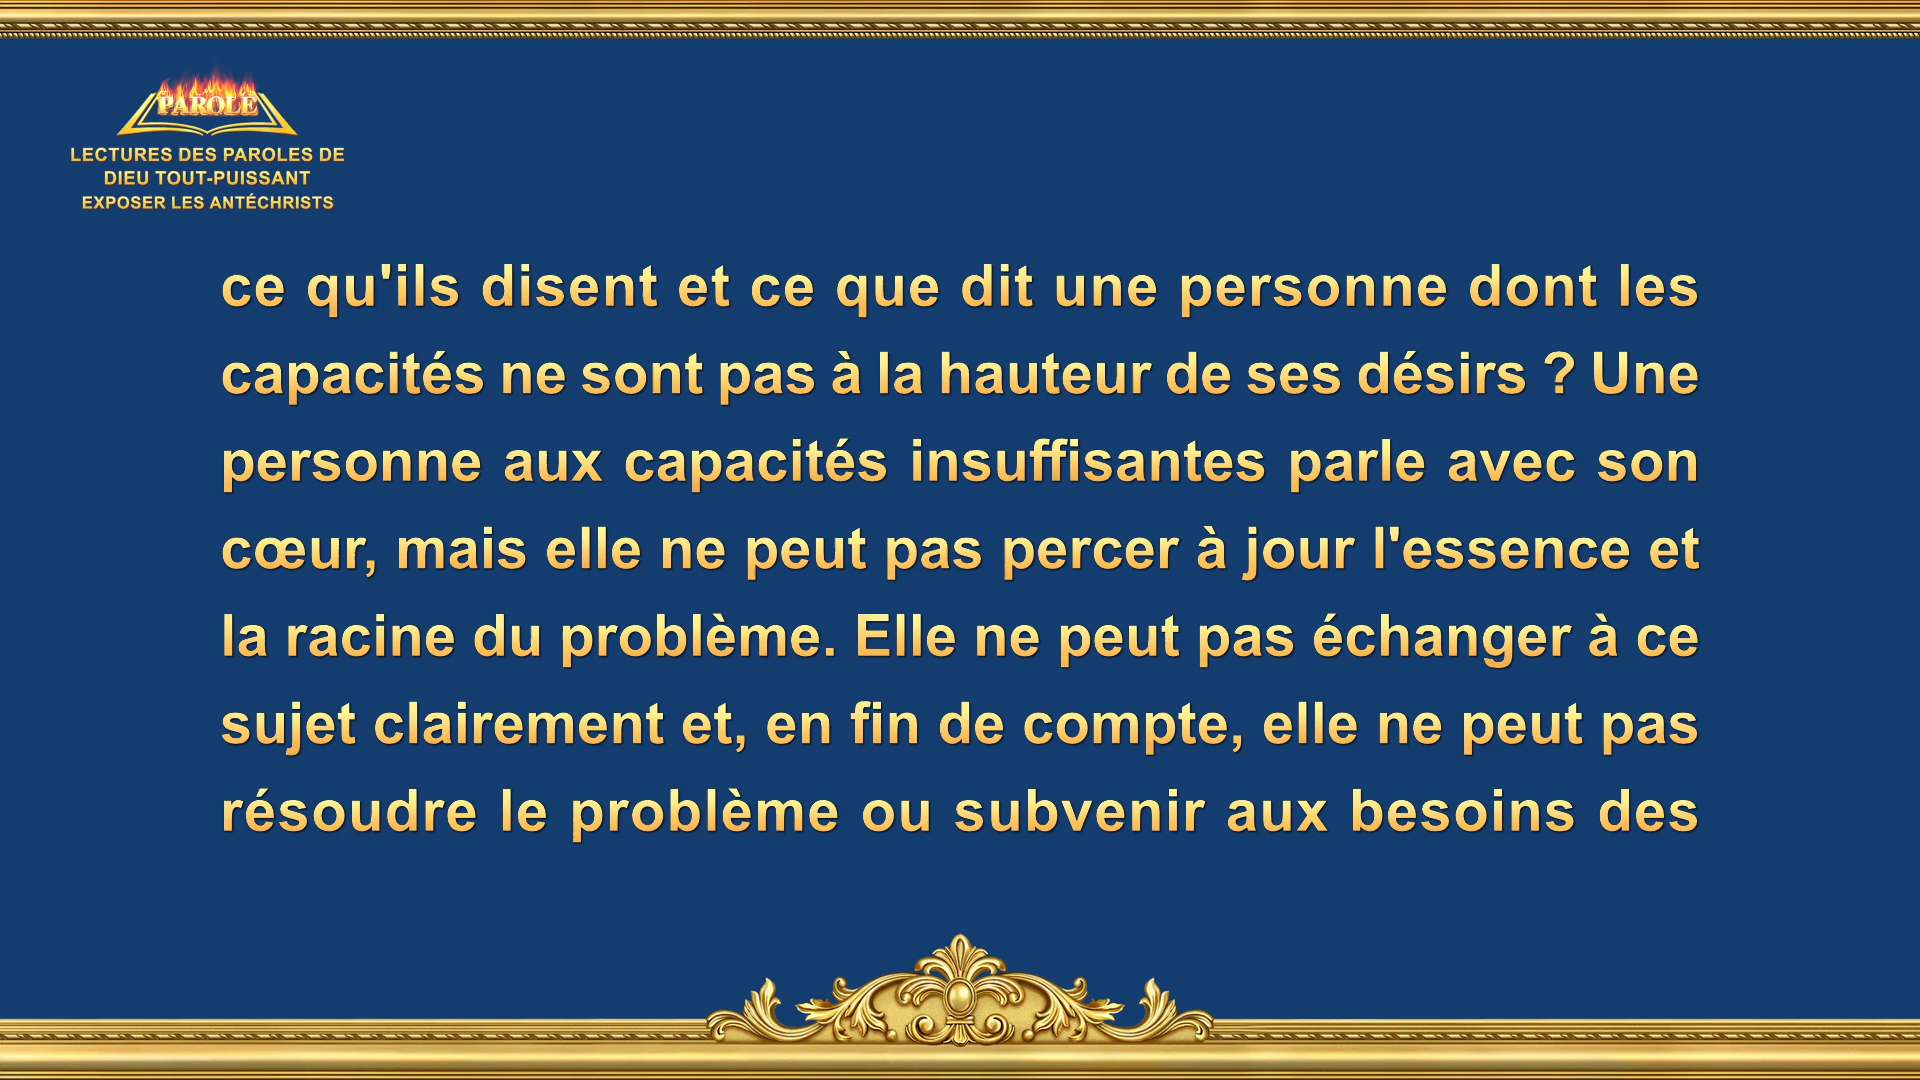 PAROLE
LECTURES DES PAROLES DE
DIEU TOUT-PUISSANT
EXPOSER LES ANTÉCHRISTS
ce qu'ils disent et ce que dit une personne dont les
capacités ne sont pas à la hauteur de ses désirs ? Une
personne aux capacités insuffisantes parle avec son
cœur, mais elle ne peut pas percer à jour l'essence et
la racine du problème. Elle ne peut pas échanger à ce
sujet clairement et, en fin de compte, elle ne peut pas
résoudre le problème ou subvenir aux besoins des